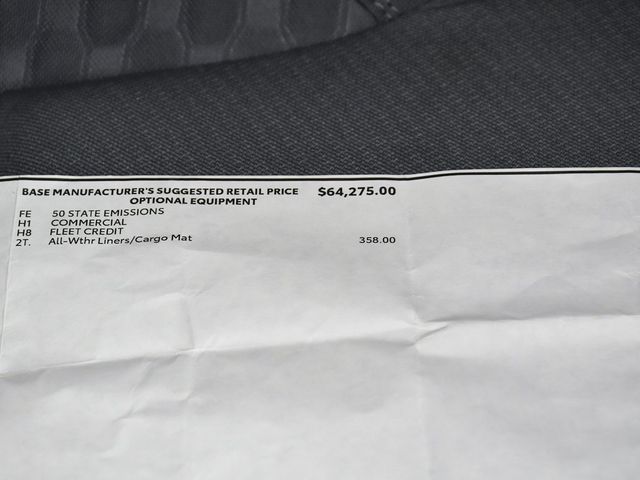 BASE MANUFACTURER'S SUGGESTED RETAIL PRICE $64,275.00
OPTIONAL EQUIPMENT
FE 50 STATE EMISSIONS
H1 COMMERCIAL
H8 FLEET CREDIT
2T. All-Wthr Liners/Cargo Mat 358.00